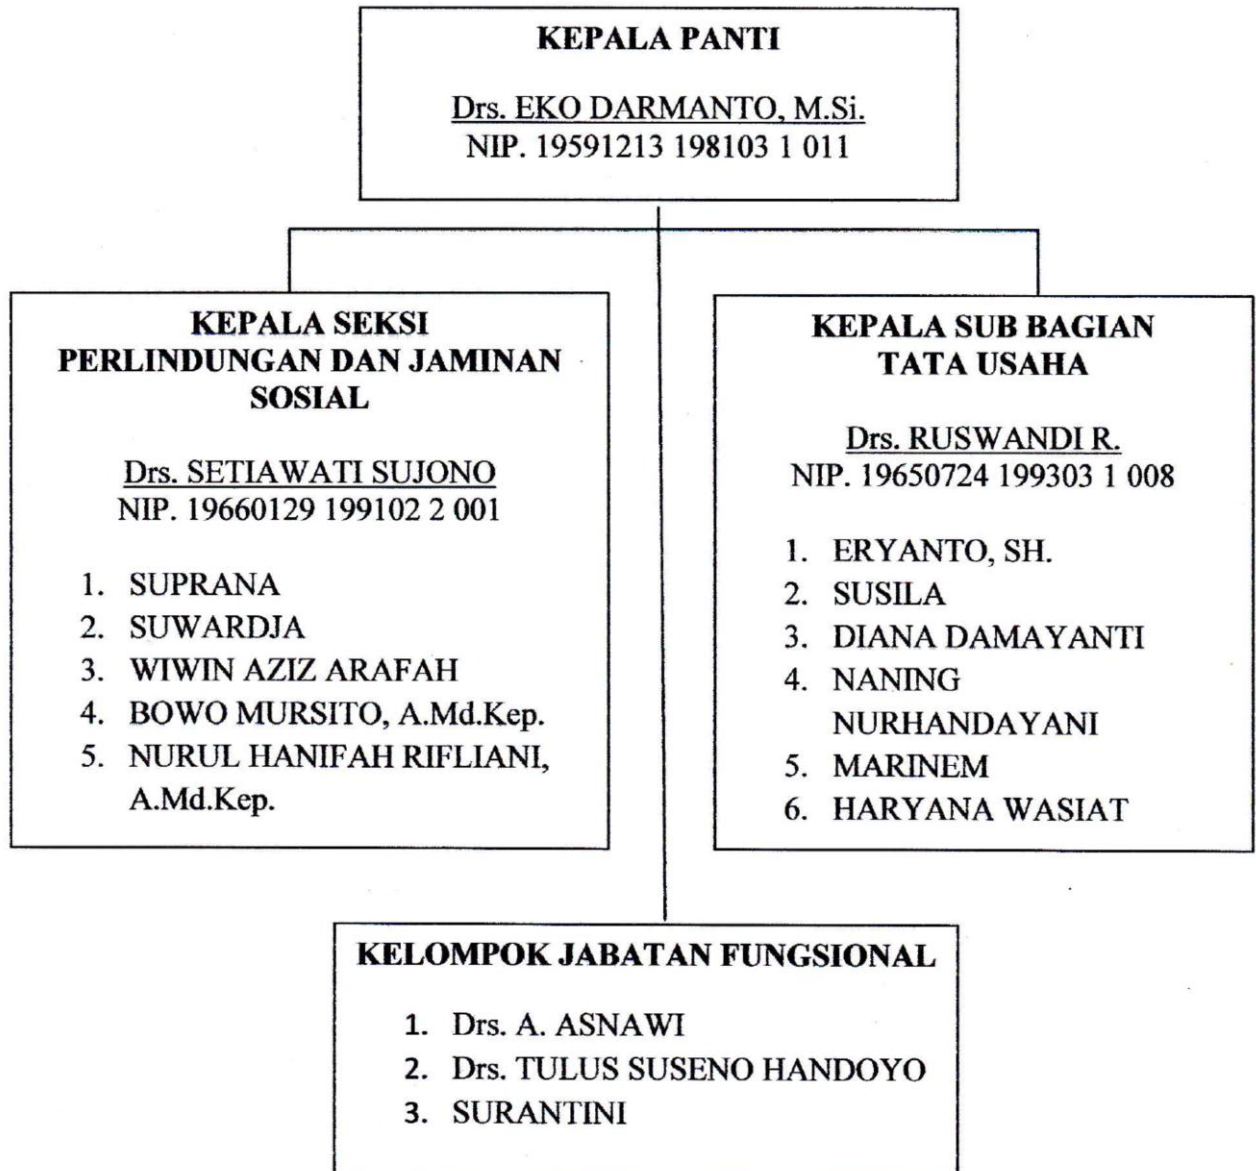 KEPALA PANTI
Drs. EKO DARMANTO, M.Si.
NIP. 19591213 198103 1 011
KEPALA SEKSI
PERLINDUNGAN DAN JAMINAN
SOSIAL
Drs. SETIAWATI SUJONO
NIP. 19660129 199102 2 001
1. SUPRANA
2. SUWARDJA
3. WIWIN AZIZ ARAFAH
4. BOWO MURSITO, A.Md.Kep.
5. NURUL HANIFAH RIFLIANI,
A.Md.Kep.
KEPALA SUB BAGIAN
TATA USAHA
Drs. RUSWANDI R.
NIP. 19650724 199303 1 008
1. ERYANTO, SH.
2. SUSILA
3. DIANA DAMAYANTI
4. NANING
NURHANDAYANI
5. MARINEM
6. HARYANA WASIAT
KELOMPOK JABATAN FUNGSIONAL
1. Drs. A. ASNAWI
2. Drs. TULUS SUSENO HANDOYO
3. SURANTINI